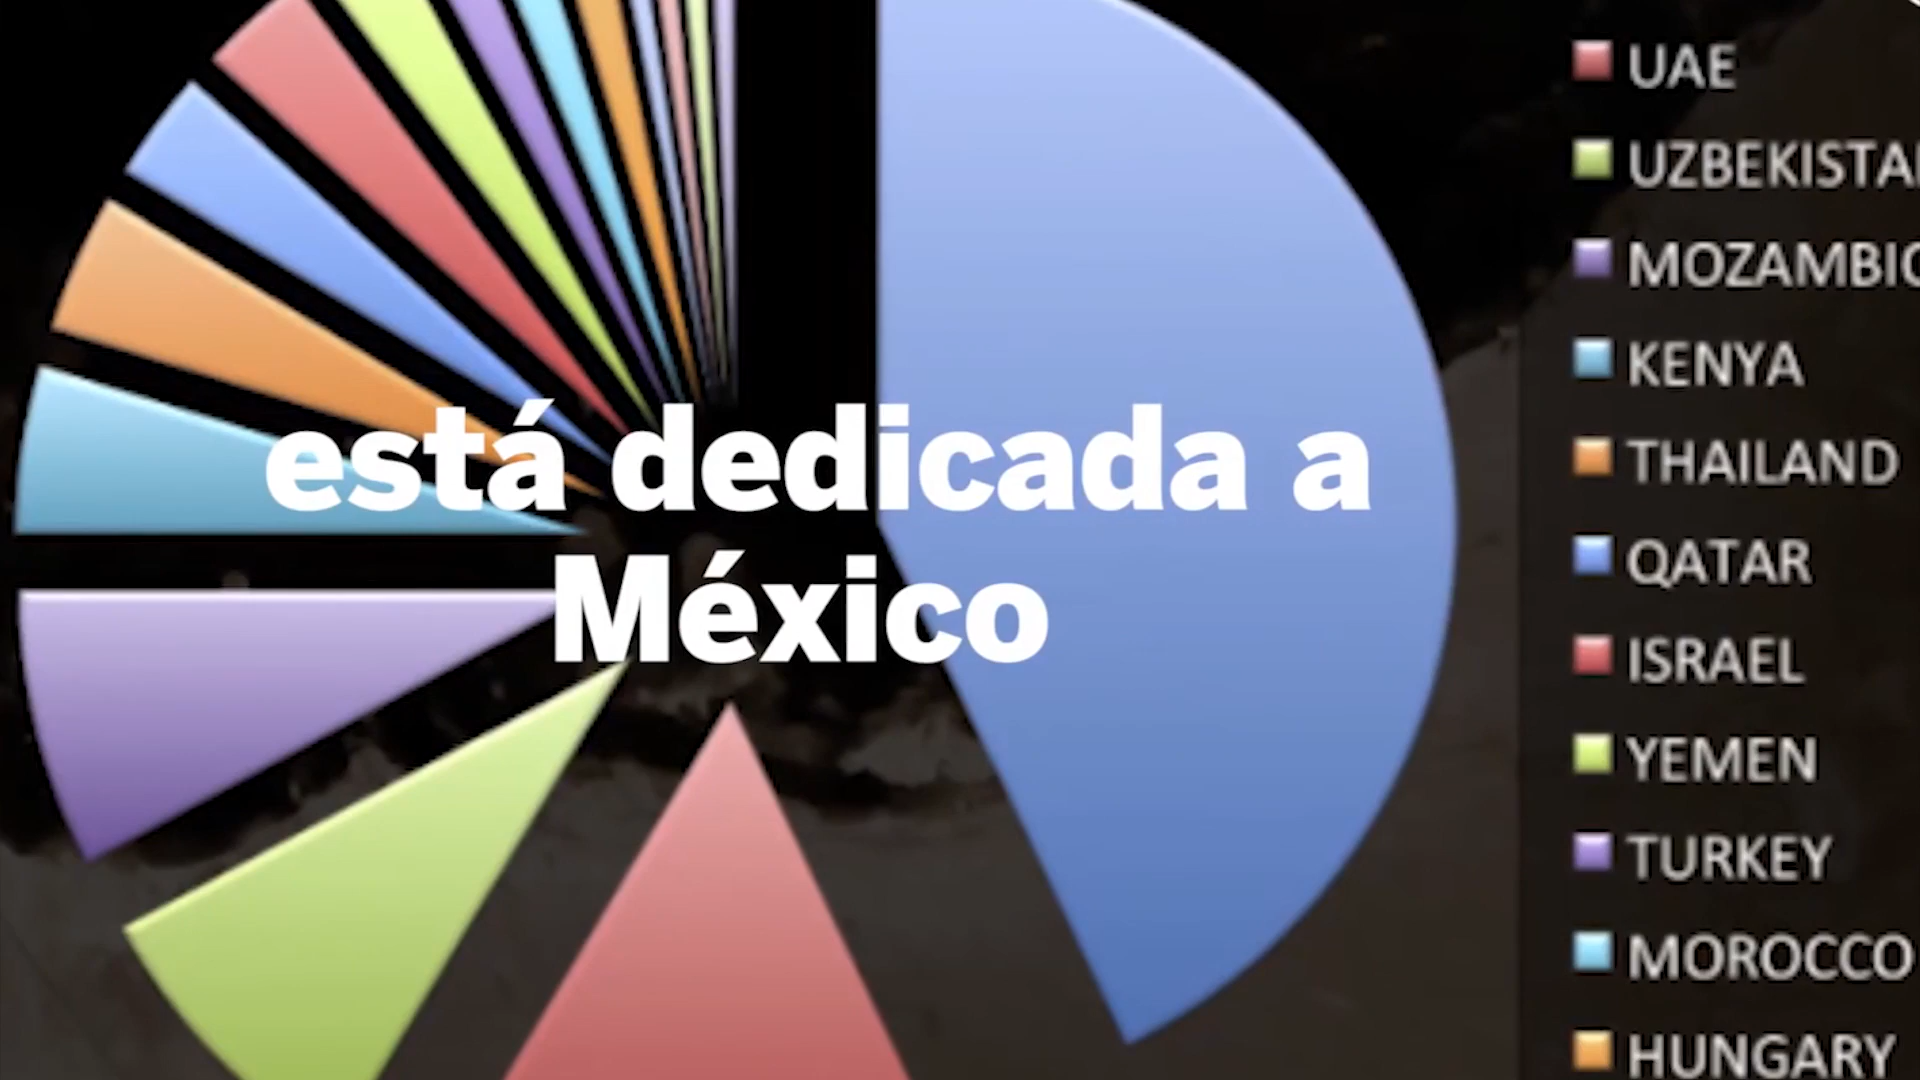 UAE
UZBEKISTA
MOZAMBIC
KENYA
THAILAND
QATAR
ISRAEL
YEMEN
TURKEY
MOROCCO
HUNGARY
está dedicada a
México